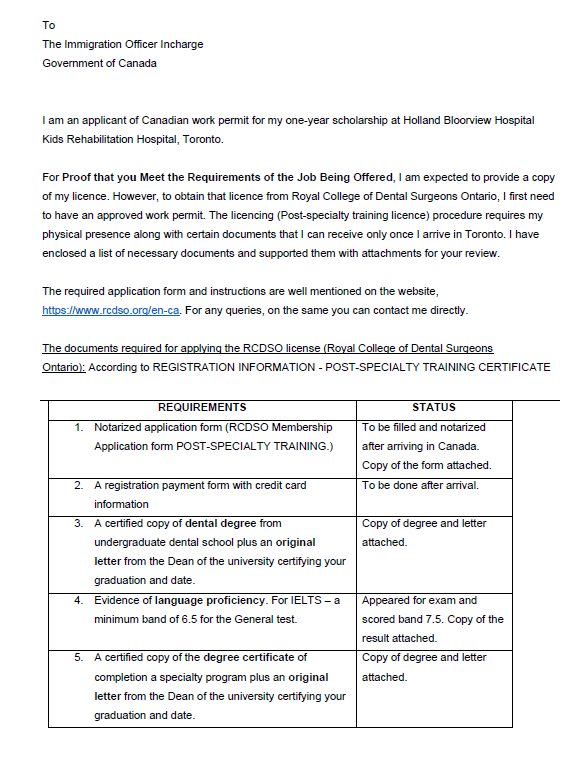 To
The Immigration Officer Incharge
Government of Canada
I am an applicant of Canadian work permit for my one-year scholarship at Holland Bloorview Hospital
Kids Rehabilitation Hospital, Toronto.
For Proof that you Meet the Requirements of the Job Being Offered, I am expected to provide a copy
of my licence. However, to obtain that licence from Royal College of Dental Surgeons Ontario, I first need
to have an approved work permit. The licencing (Post-specialty training licence) procedure requires my
physical presence along with certain documents that I can receive only once I arrive in Toronto. I have
enclosed a list of necessary documents and supported them with attachments for your review.
The required application form and instructions are well mentioned on the website,
https://www.rcdso.org/en-ca. For any queries, on the same you can contact me directly.
The documents required for applying the RCDSO license (Royal College of Dental Surgeons
Ontario): According to REGISTRATION INFORMATION - POST-SPECIALTY TRAINING CERTIFICATE
REQUIREMENTS
STATUS
1. Notarized application form (RCDSO Membership
Application form POST-SPECIALTY TRAINING.)
To be filled and notarized
after arriving in Canada.
Copy of the form attached.
2. A registration payment form with credit card
information
To be done after arrival.
3. A certified copy of dental degree from
undergraduate dental school plus an original
letter from the Dean of the university certifying your
graduation and date.
Copy of degree and letter
attached.
4. Evidence of language proficiency. For IELTS – a
minimum band of 6.5 for the General test.
Appeared for exam and
scored band 7.5. Copy of the
result attached.
5. A certified copy of the degree certificate of
completion a specialty program plus an original
letter from the Dean of the university certifying your
graduation and date.
Copy of degree and letter
attached.